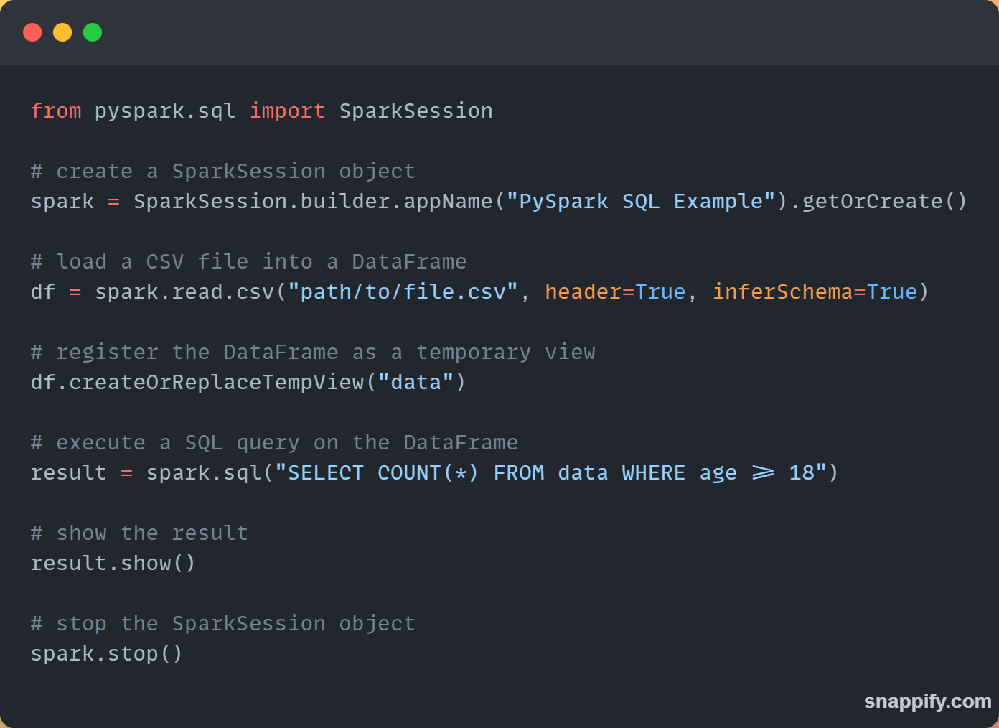 from pyspark.sql import SparkSession
# create a SparkSession object
spark = SparkSession.builder.appName("PySpark SQL Example").getOrCreate()
# load a CSV file into a DataFrame
df = spark.read.csv("path/to/file.csv", header=True, inferSchema=True)
# register the DataFrame as a temporary view
df.createOrReplaceTempView("data")
# execute a SQL query on the DataFrame
result = spark.sql("SELECT COUNT(*) FROM data WHERE age >= 18")
# show the result
result.show()
# stop the SparkSession object
spark.stop()
snappify.com